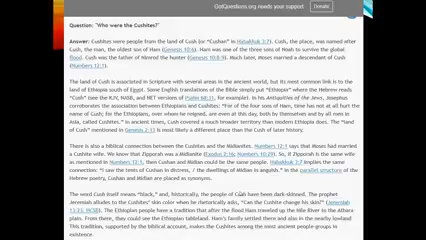 GotQuestions.org needs your support
Donate
Question: "Who were the Cushites?"
Answer: Cushites were people from the land of Cush (or "Cushan" in Habakkuk 3:7). Cush, the place, was named after
Cush, the man, the oldest son of Ham (Genesis 10:6). Ham was one of the three sons of Noah to survive the global
flood. Cush was the father of Nimrod the hunter (Genesis 10:8-9). Much later, Moses married a descendant of Cush
(Numbers 12:1).
The land of Cush is associated in Scripture with several areas in the ancient world, but its most common link is to the
land of Ethiopia south of Egypt. Some English translations of the Bible simply put "Ethiopia" where the Hebrew reads
"Cush" (see the KJV, NASB, and NET versions of Psalm 68:31, for example). In his Antiquities of the Jews, Josephus
corroborates the association between Ethiopians and Cushites: "For of the four sons of Ham, time has not at all hurt the
name of Cush; for the Ethiopians, over whom he reigned, are even at this day, both by themselves and by all men in
Asia, called Cushites." In ancient times, Cush covered a much broader territory than modern Ethiopia does. The "land
of Cush" mentioned in Genesis 2:13 is most likely a different place than the Cush of later history.
There is also a biblical connection between the Cushites and the Midianites. Numbers 12:1 says that Moses had married
a Cushite wife. We know that Zipporah was a Midianite (Exodus 2:16; Numbers 10:29). So, if Zipporah is the same wife
as mentioned in Numbers 12:1, then Cushan and Midian could be the same people. Habakkuk 3:7 implies the same
connection: "I saw the tents of Cushan in distress, / the dwellings of Midian in anguish." In the parallel structure of the
Hebrew poetry, Cushan and Midian are placed as synonyms.
The word Cush itself means "black," and, historically, the people of Cush have been dark-skinned. The prophet
Jeremiah alludes to the Cushites' skin color when he rhetorically asks, "Can the Cushite change his skin?" (Jeremiah
13:23, BCSB). The Ethiopian people have a tradition that after the flood Ham traveled up the Nile River to the Atbara
plain. From there, they could see the Ethiopian tableland. Ham's family settled there and also in the nearby lowland
This tradition, supported by the biblical account, makes the Cushites among the most ancient people-groups in
existence.